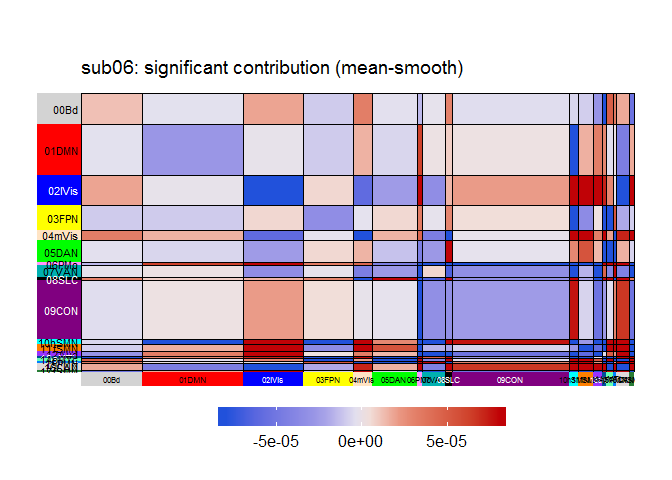 sub06: significant contribution (mean-smooth)
00Bd
01DMN
02lVis
03FPN
04mVis
05DAN
07VAN
08SLC
09CON
00Bd 01DMN 02lVis 03FPN 04mVis 05DAN 08SLC 09CON
-5e-05 0e+00 5e-05